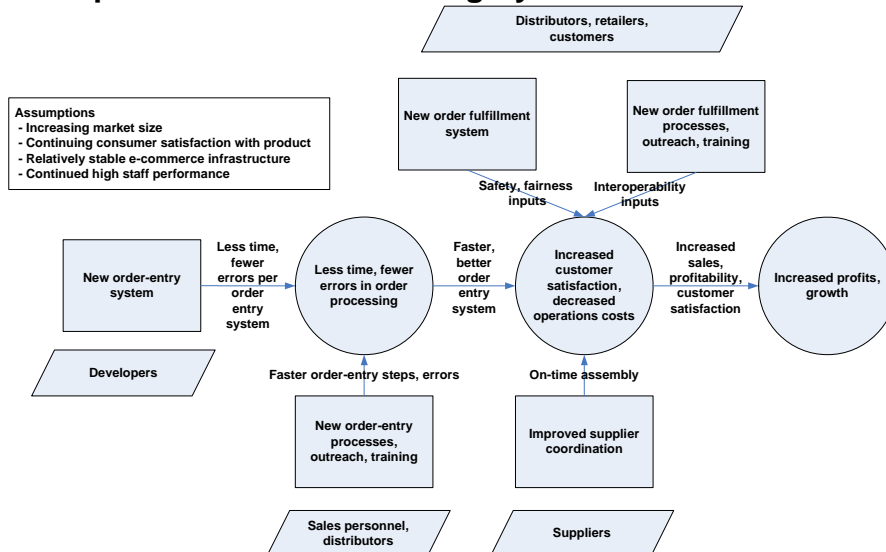 Distributors, retailers,
customers
Assumptions
- Increasing market size
- Continuing consumer satisfaction with product
- Relatively stable e-commerce infrastructure
- Continued high staff performance
New order fulfillment
system
New order fulfillment
processes,
outreach, training
Safety, fairness
inputs
Interoperability
inputs
New order-entry
system
Less time,
fewer
errors per
order
entry
system
Less time, fewer
errors in order
processing
Faster,
better
order
entry
system
Increased
customer
satisfaction,
decreased
operations costs
Increased
sales,
profitability,
customer
satisfaction
Increased profits,
growth
Developers
Faster order-entry steps, errors
On-time assembly
New order-entry
processes,
outreach, training
Improved supplier
coordination
Sales personnel,
distributors
Suppliers